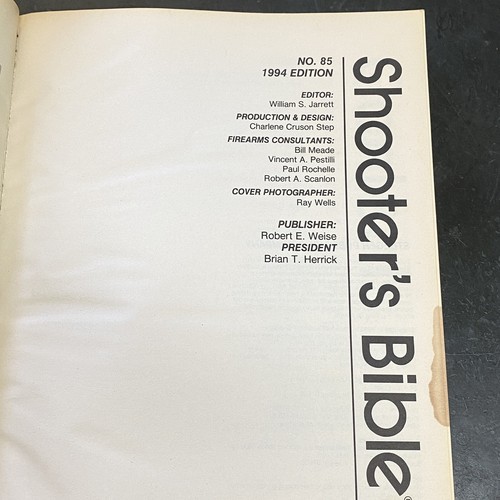 NO. 85
1994 EDITION
EDITOR:
William S. Jarrett
PRODUCTION & DESIGN:
Charlene Cruson Step
FIREARMS CONSULTANTS:
Bill Meade
Vincent A. Pestilli
Paul Rochelle
Robert A. Scanlon
COVER PHOTOGRAPHER:
Ray Wells
PUBLISHER:
Robert E. Weise
PRESIDENT
Brian T. Herrick
Shooter's Bible®